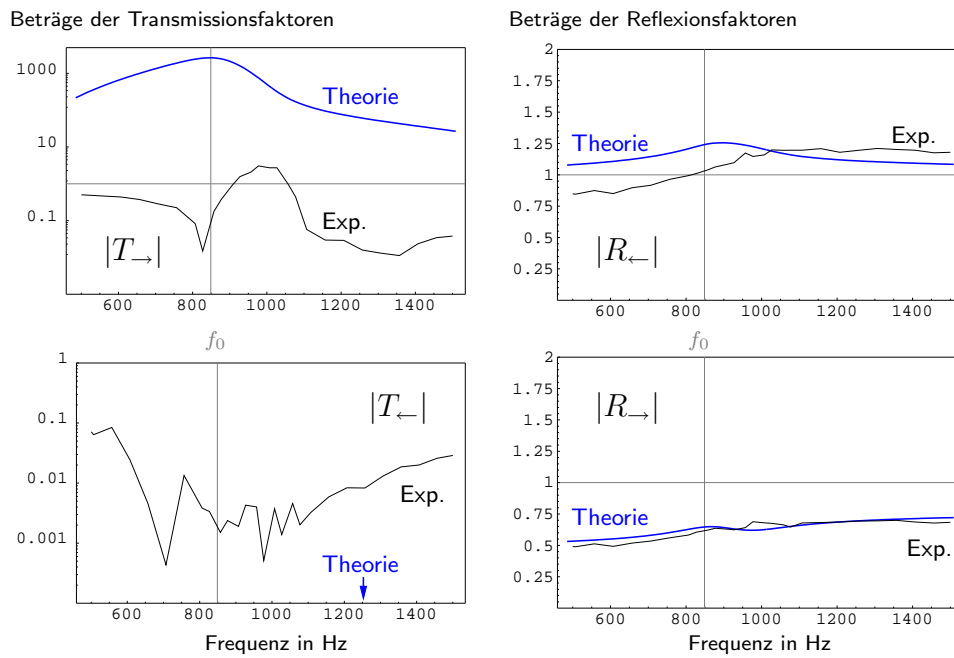 Beträge der Transmissionsfaktoren
1000
10
0.1
Theorie
Exp.
|T→|
600 800 1000 1200 1400
f₀
Beträge der Reflexionsfaktoren
2
1.75
1.5
1.25
1
0.75
0.5
0.25
Theorie
Exp.
|R←|
600 800 1000 1200 1400
f₀
1
0.1
0.01
0.001
|T←|
Exp.
Theorie
600 800 1000 1200 1400
Frequenz in Hz
2
1.75
1.5
1.25
1
0.75
0.5
0.25
|R→|
Theorie
Exp.
600 800 1000 1200 1400
Frequenz in Hz